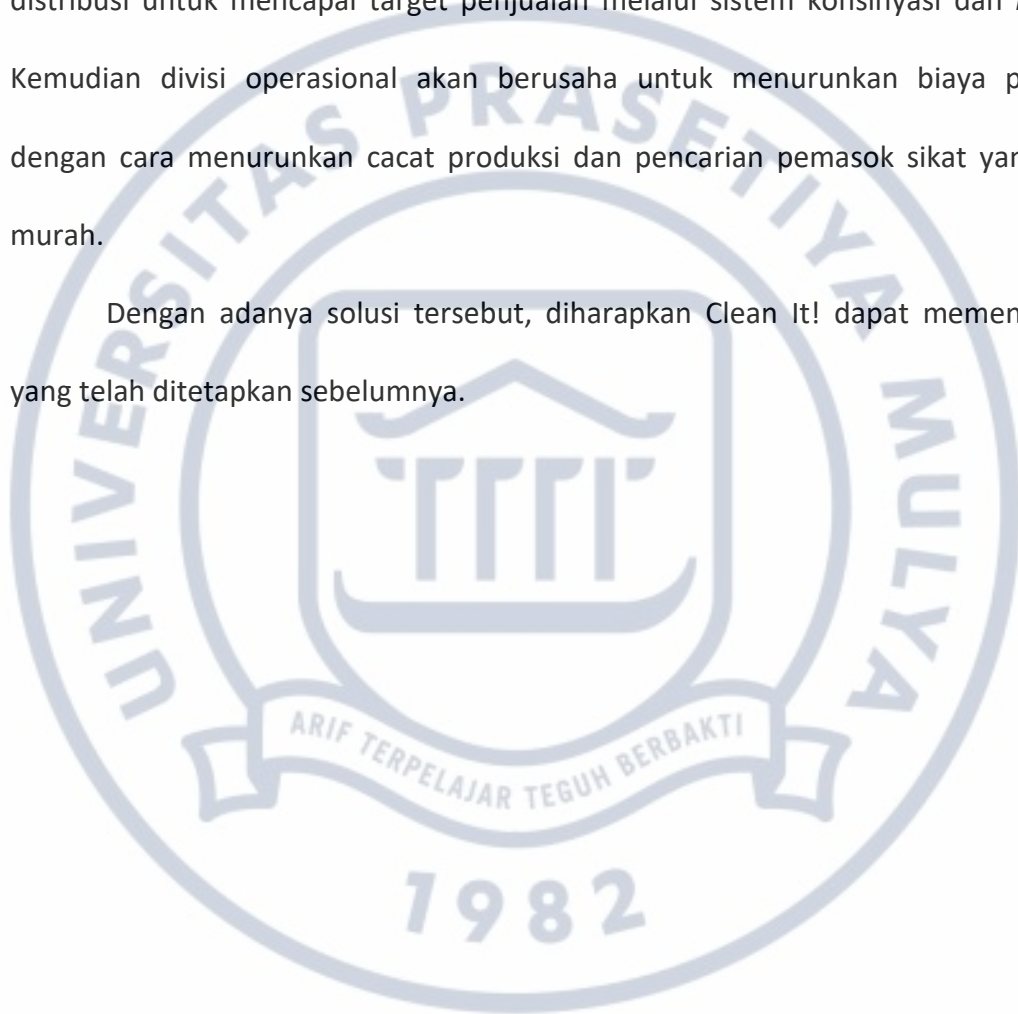 distribusi untuk mencapai target penjualan melalui sistem konsinyasi dan
Kemudian divisi operasional akan berusaha untuk menurunkan biaya p
dengan cara menurunkan cacat produksi dan pencarian pemasok sikat yan
murah.
Dengan adanya solusi tersebut, diharapkan Clean It! dapat memen
yang telah ditetapkan sebelumnya.
UNIVERSITAS PRASETIYA MULYA
ARIF TERPELAJAR TEGUH BERBAKTI
1982